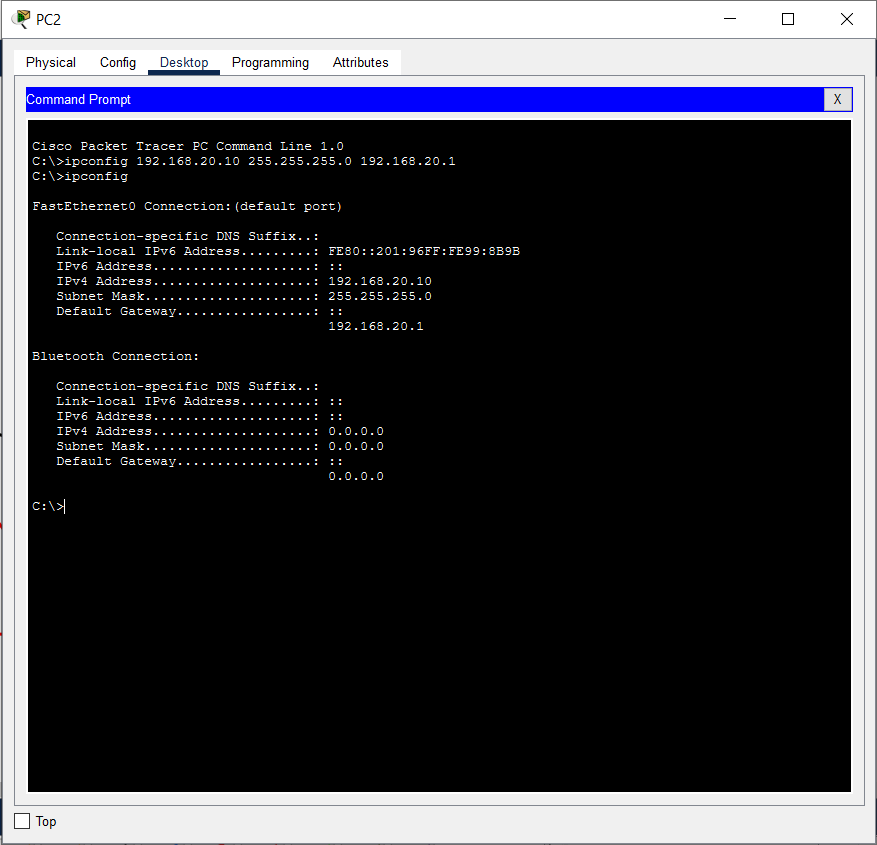 PC2
Physical Config Desktop Programming Attributes
Command Prompt X
Cisco Packet Tracer PC Command Line 1.0
C:\>ipconfig 192.168.20.10 255.255.255.0 192.168.20.1
C:\>ipconfig
FastEthernet0 Connection:(default port)
Connection-specific DNS Suffix..:
Link-local IPv6 Address.........: FE80::201:96FF:FE99:8B9B
IPv6 Address....................: ::
IPv4 Address....................: 192.168.20.10
Subnet Mask.....................: 255.255.255.0
Default Gateway.................: ::
192.168.20.1
Bluetooth Connection:
Connection-specific DNS Suffix..:
Link-local IPv6 Address.........: ::
IPv6 Address....................: ::
IPv4 Address....................: 0.0.0.0
Subnet Mask.....................: 0.0.0.0
Default Gateway.................: ::
0.0.0.0
C:\>
Top